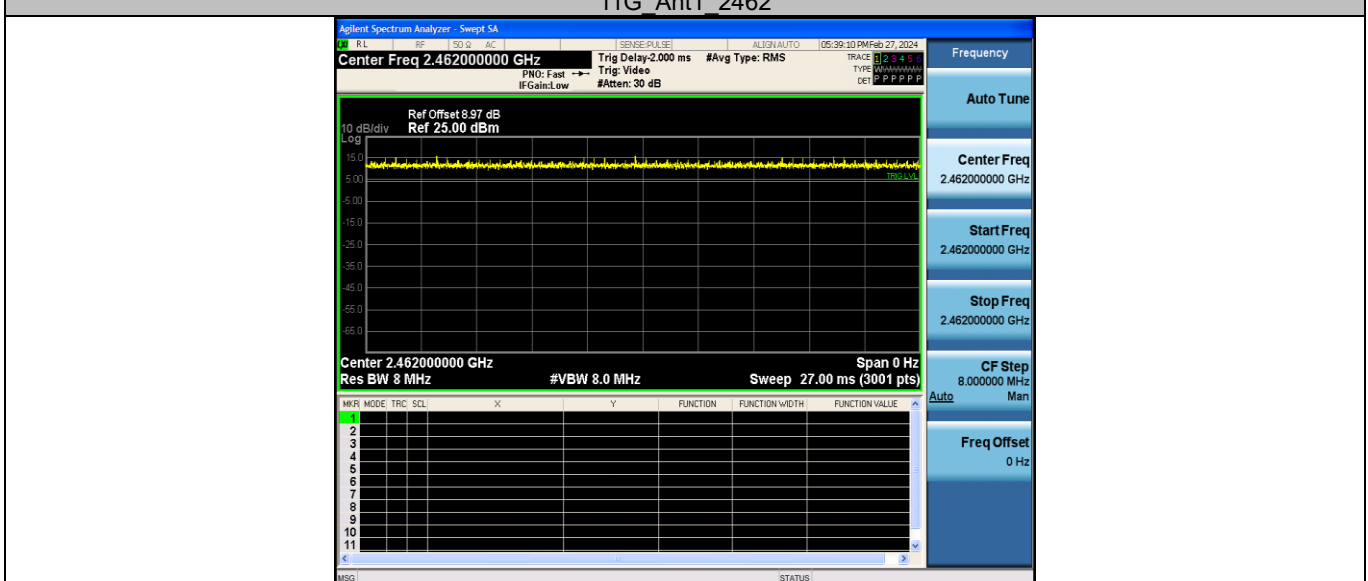 11G_Ant1_2462
Agilent Spectrum Analyzer - Swept SA
LXI RL RF 50 Ω AC SENSE:PULSE ALIGNAUTO 05:39:10 PM Feb 27, 2024
Center Freq 2.462000000 GHz
PNO: Fast
IFGain:Low
Trig Delay-2.000 ms
Trig: Video
#Atten: 30 dB
#Avg Type: RMS
TRACE 1 2 3 4 5 6
TYPE WWWWWW
DET P P P P P P
Ref Offset 8.97 dB
10 dB/div Ref 25.00 dBm
Log
15.0
5.00
TRIG LVL
-5.00
-15.0
-25.0
-35.0
-45.0
-55.0
-65.0
Center 2.462000000 GHz Span 0 Hz
Res BW 8 MHz #VBW 8.0 MHz Sweep 27.00 ms (3001 pts)
MKR MODE TRC SCL X Y FUNCTION FUNCTION WIDTH FUNCTION VALUE
1
2
3
4
5
6
7
8
9
10
11
MSG STATUS
Frequency
Auto Tune
Center Freq
2.462000000 GHz
Start Freq
2.462000000 GHz
Stop Freq
2.462000000 GHz
CF Step
8.000000 MHz
Auto Man
Freq Offset
0 Hz